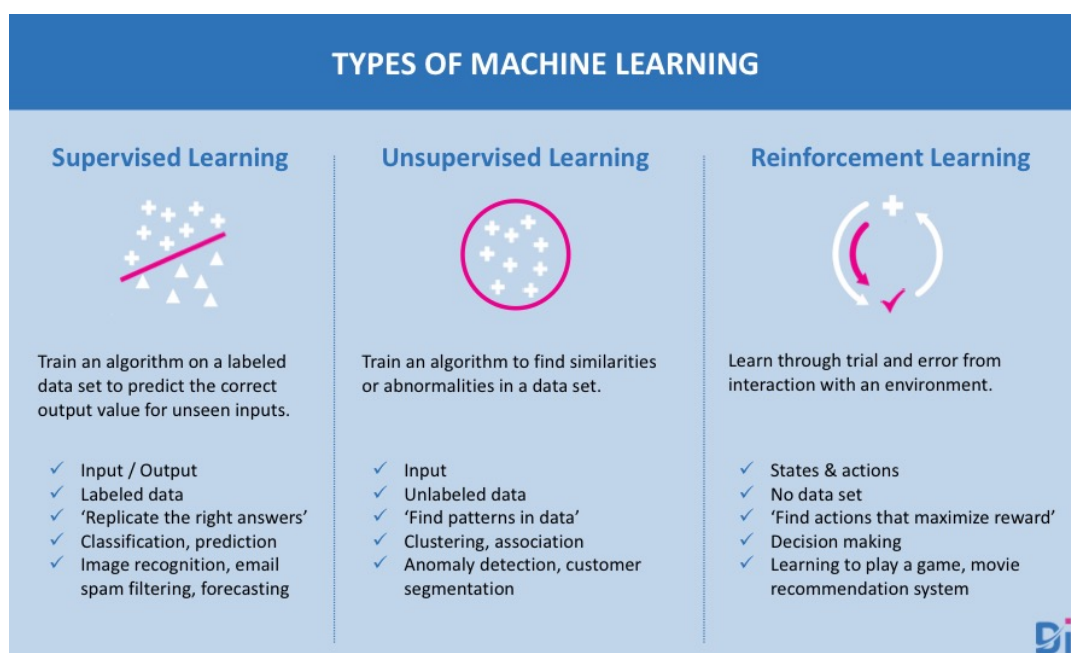 TYPES OF MACHINE LEARNING
Supervised Learning
Train an algorithm on a labeled
data set to predict the correct
output value for unseen inputs.
✓ Input / Output
✓ Labeled data
✓ ‘Replicate the right answers’
✓ Classification, prediction
✓ Image recognition, email
spam filtering, forecasting
Unsupervised Learning
Train an algorithm to find similarities
or abnormalities in a data set.
✓ Input
✓ Unlabeled data
✓ ‘Find patterns in data’
✓ Clustering, association
✓ Anomaly detection, customer
segmentation
Reinforcement Learning
Learn through trial and error from
interaction with an environment.
✓ States & actions
✓ No data set
✓ ‘Find actions that maximize reward’
✓ Decision making
✓ Learning to play a game, movie
recommendation system